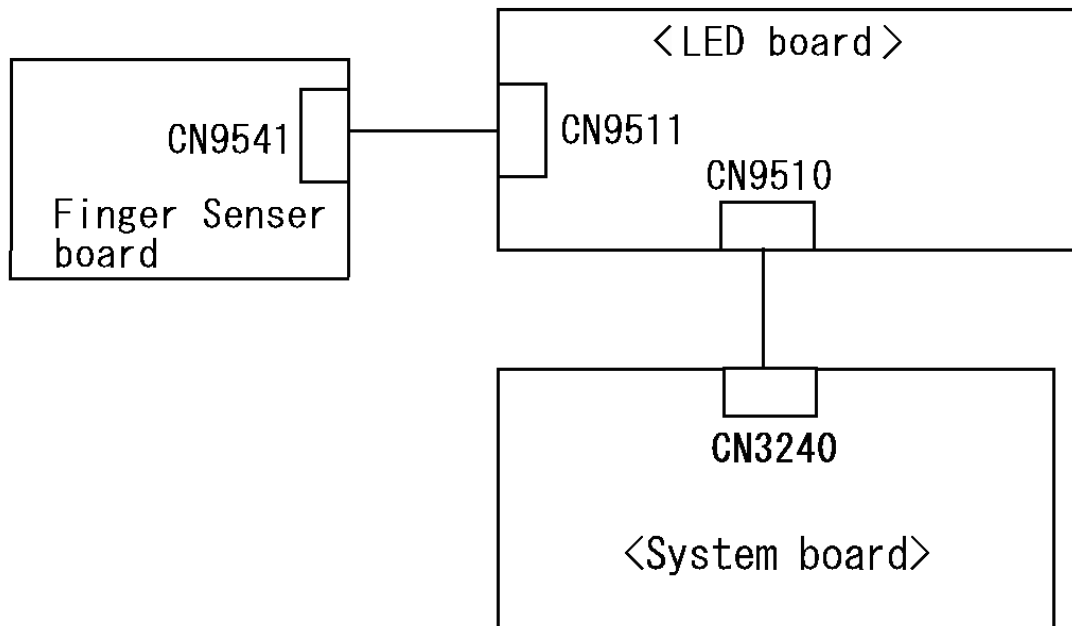 <LED board>
CN9541
CN9511
CN9510
Finger Senser
board
CN3240
<System board>